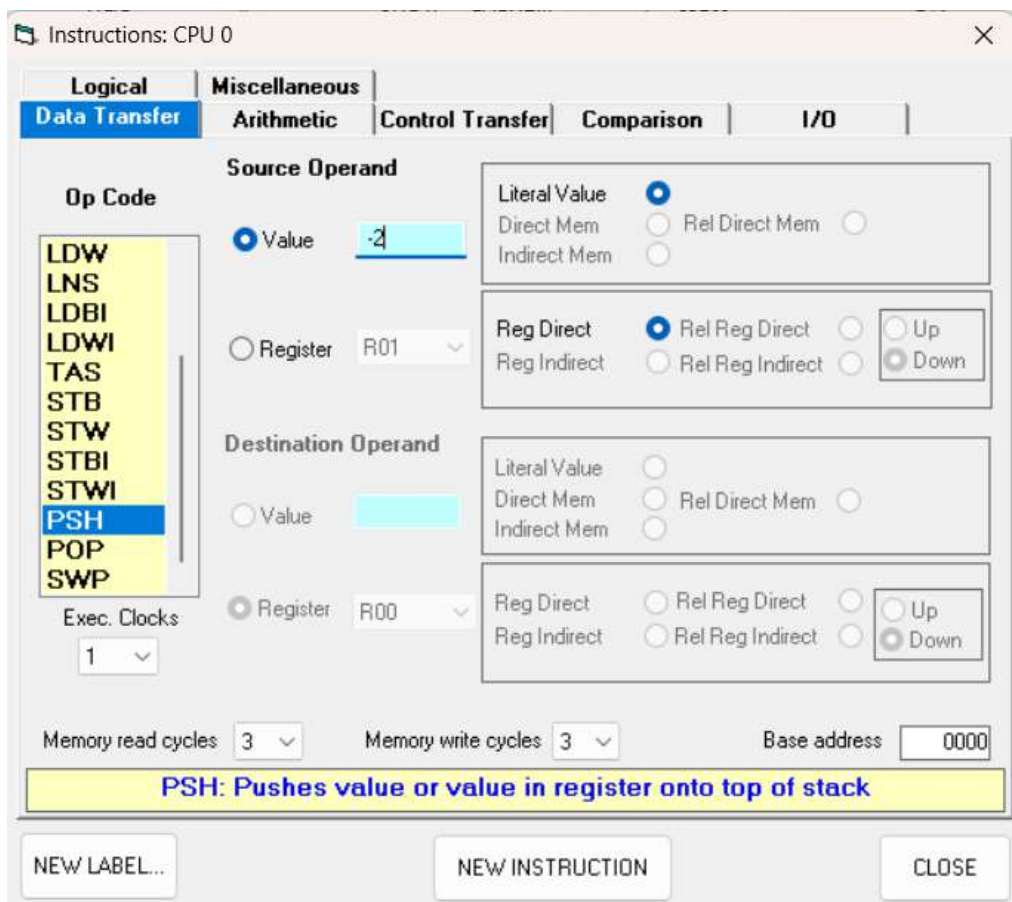 Instructions: CPU 0
Logical Miscellaneous
Data Transfer Arithmetic Control Transfer Comparison I/O
Op Code
LDW
LNS
LDBI
LDWI
TAS
STB
STW
STBI
STWI
PSH
POP
SWP
Exec. Clocks
1
Source Operand
Value -2
Register R01
Literal Value
Direct Mem Rel Direct Mem
Indirect Mem
Reg Direct Rel Reg Direct Up
Reg Indirect Rel Reg Indirect Down
Destination Operand
Value
Register R00
Literal Value
Direct Mem Rel Direct Mem
Indirect Mem
Reg Direct Rel Reg Direct Up
Reg Indirect Rel Reg Indirect Down
Memory read cycles 3 Memory write cycles 3 Base address 0000
PSH: Pushes value or value in register onto top of stack
NEW LABEL... NEW INSTRUCTION CLOSE